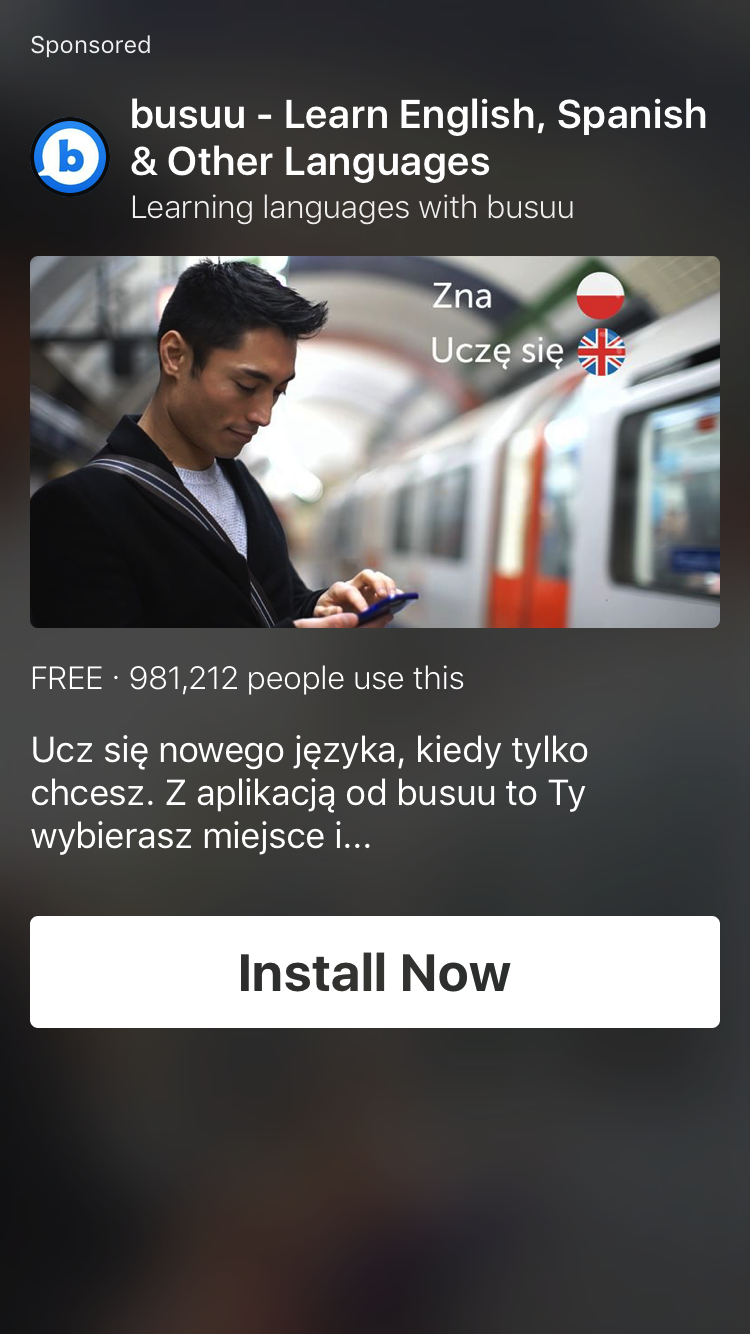 Sponsored
busuu - Learn English, Spanish
& Other Languages
Learning languages with busuu
b
Zna
Uczę się
FREE · 981,212 people use this
Ucz się nowego języka, kiedy tylko
chcesz. Z aplikacją od busuu to Ty
wybierasz miejsce i...
Install Now